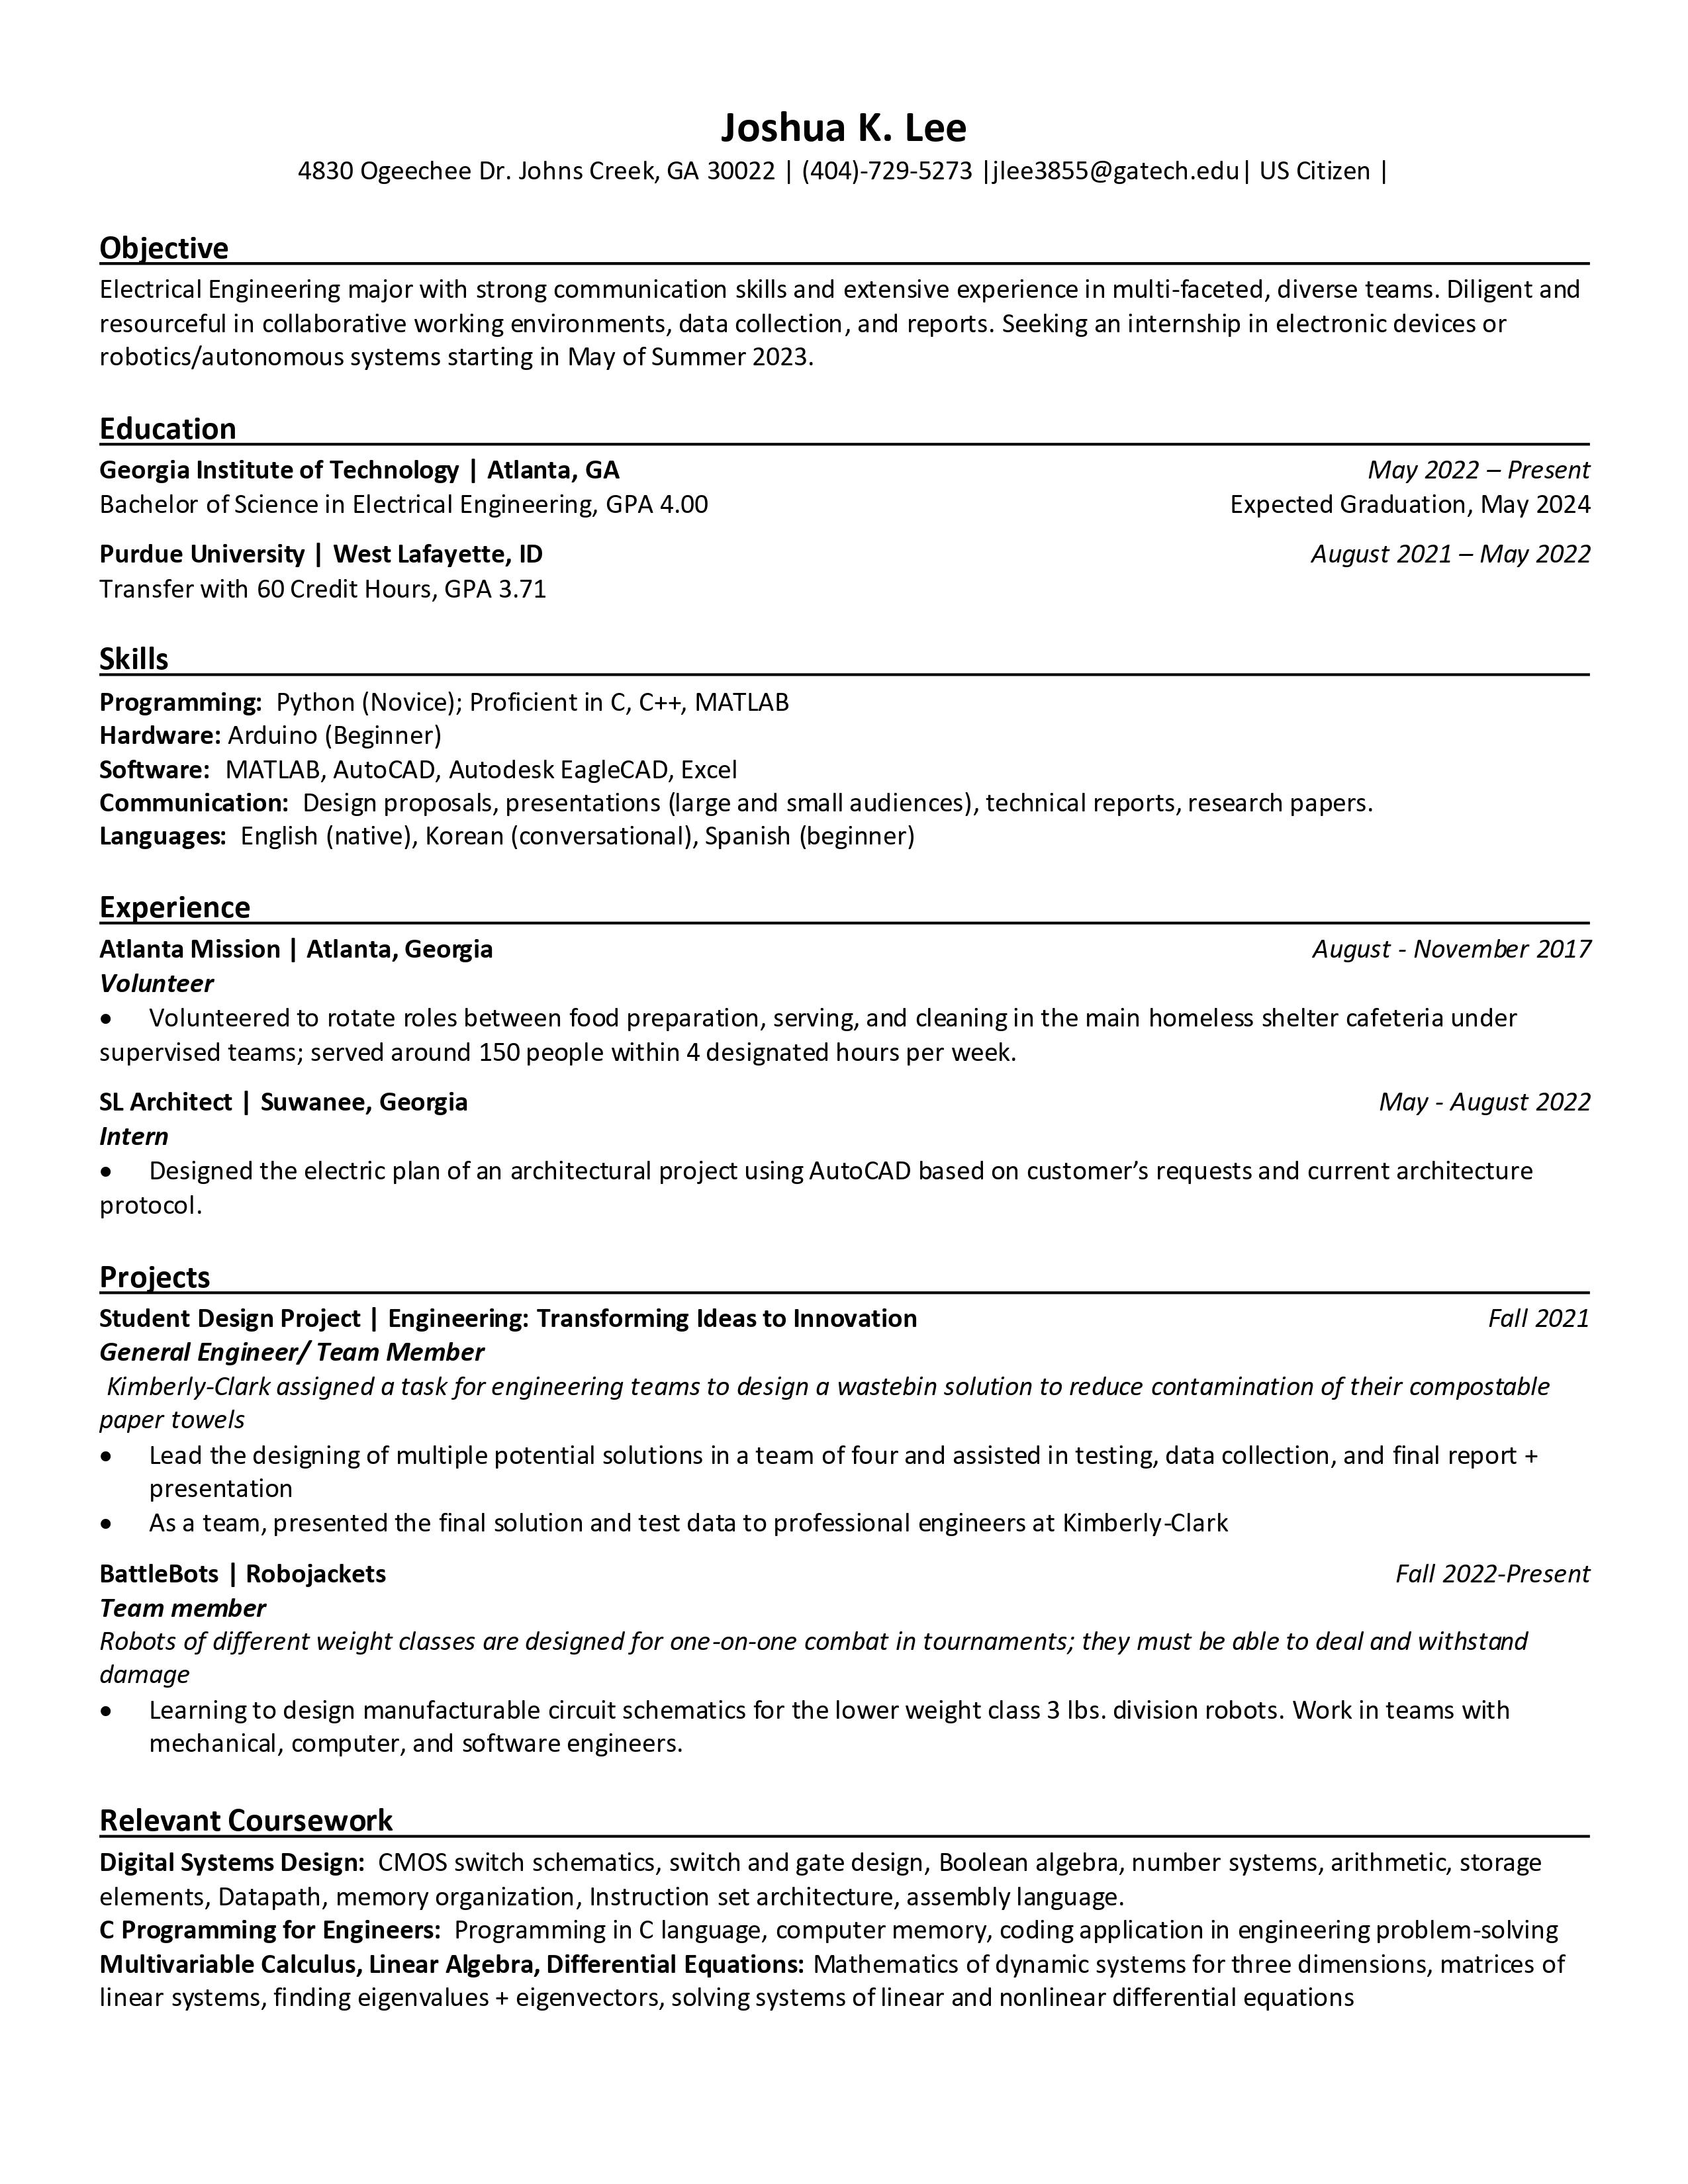 Joshua K. Lee
4830 Ogeechee Dr. Johns Creek, GA 30022 | (404)-729-5273 |jlee3855@gatech.edu| US Citizen |
Objective
Electrical Engineering major with strong communication skills and extensive experience in multi-faceted, diverse teams. Diligent and
resourceful in collaborative working environments, data collection, and reports. Seeking an internship in electronic devices or
robotics/autonomous systems starting in May of Summer 2023.
Education
Georgia Institute of Technology | Atlanta, GA May 2022 – Present
Bachelor of Science in Electrical Engineering, GPA 4.00 Expected Graduation, May 2024
Purdue University | West Lafayette, ID August 2021 – May 2022
Transfer with 60 Credit Hours, GPA 3.71
Skills
Programming: Python (Novice); Proficient in C, C++, MATLAB
Hardware: Arduino (Beginner)
Software: MATLAB, AutoCAD, Autodesk EagleCAD, Excel
Communication: Design proposals, presentations (large and small audiences), technical reports, research papers.
Languages: English (native), Korean (conversational), Spanish (beginner)
Experience
Atlanta Mission | Atlanta, Georgia August - November 2017
Volunteer
• Volunteered to rotate roles between food preparation, serving, and cleaning in the main homeless shelter cafeteria under
supervised teams; served around 150 people within 4 designated hours per week.
SL Architect | Suwanee, Georgia May - August 2022
Intern
• Designed the electric plan of an architectural project using AutoCAD based on customer’s requests and current architecture
protocol.
Projects
Student Design Project | Engineering: Transforming Ideas to Innovation Fall 2021
General Engineer/ Team Member
Kimberly-Clark assigned a task for engineering teams to design a wastebin solution to reduce contamination of their compostable
paper towels
• Lead the designing of multiple potential solutions in a team of four and assisted in testing, data collection, and final report +
presentation
• As a team, presented the final solution and test data to professional engineers at Kimberly-Clark
BattleBots | Robojackets Fall 2022-Present
Team member
Robots of different weight classes are designed for one-on-one combat in tournaments; they must be able to deal and withstand
damage
• Learning to design manufacturable circuit schematics for the lower weight class 3 lbs. division robots. Work in teams with
mechanical, computer, and software engineers.
Relevant Coursework
Digital Systems Design: CMOS switch schematics, switch and gate design, Boolean algebra, number systems, arithmetic, storage
elements, Datapath, memory organization, Instruction set architecture, assembly language.
C Programming for Engineers: Programming in C language, computer memory, coding application in engineering problem-solving
Multivariable Calculus, Linear Algebra, Differential Equations: Mathematics of dynamic systems for three dimensions, matrices of
linear systems, finding eigenvalues + eigenvectors, solving systems of linear and nonlinear differential equations